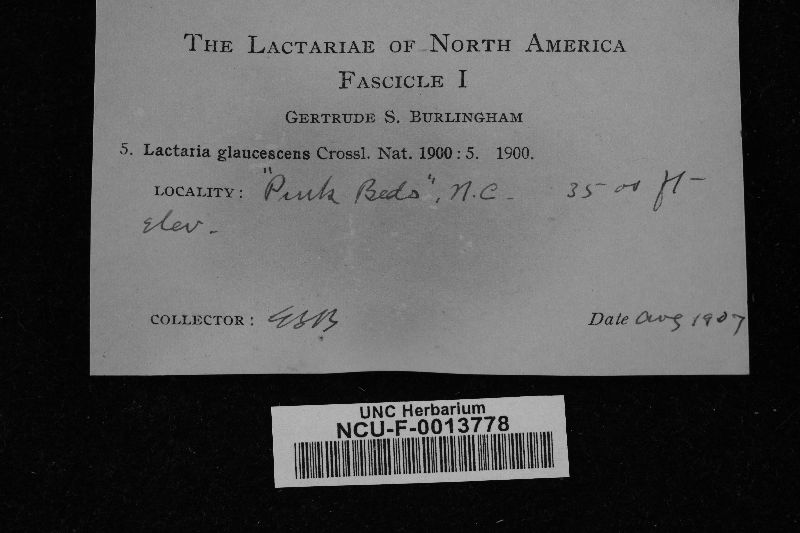 THE LACTARIAE OF NORTH AMERICA
FASCICLE I
GERTRUDE S. BURLINGHAM
5. Lactaria glaucescens Crossl. Nat. 1900 : 5. 1900.
LOCALITY: "Pink Beds", N.C. 3500 ft
elev.
COLLECTOR: GSB Date Aug 1907
UNC Herbarium
NCU-F-0013778